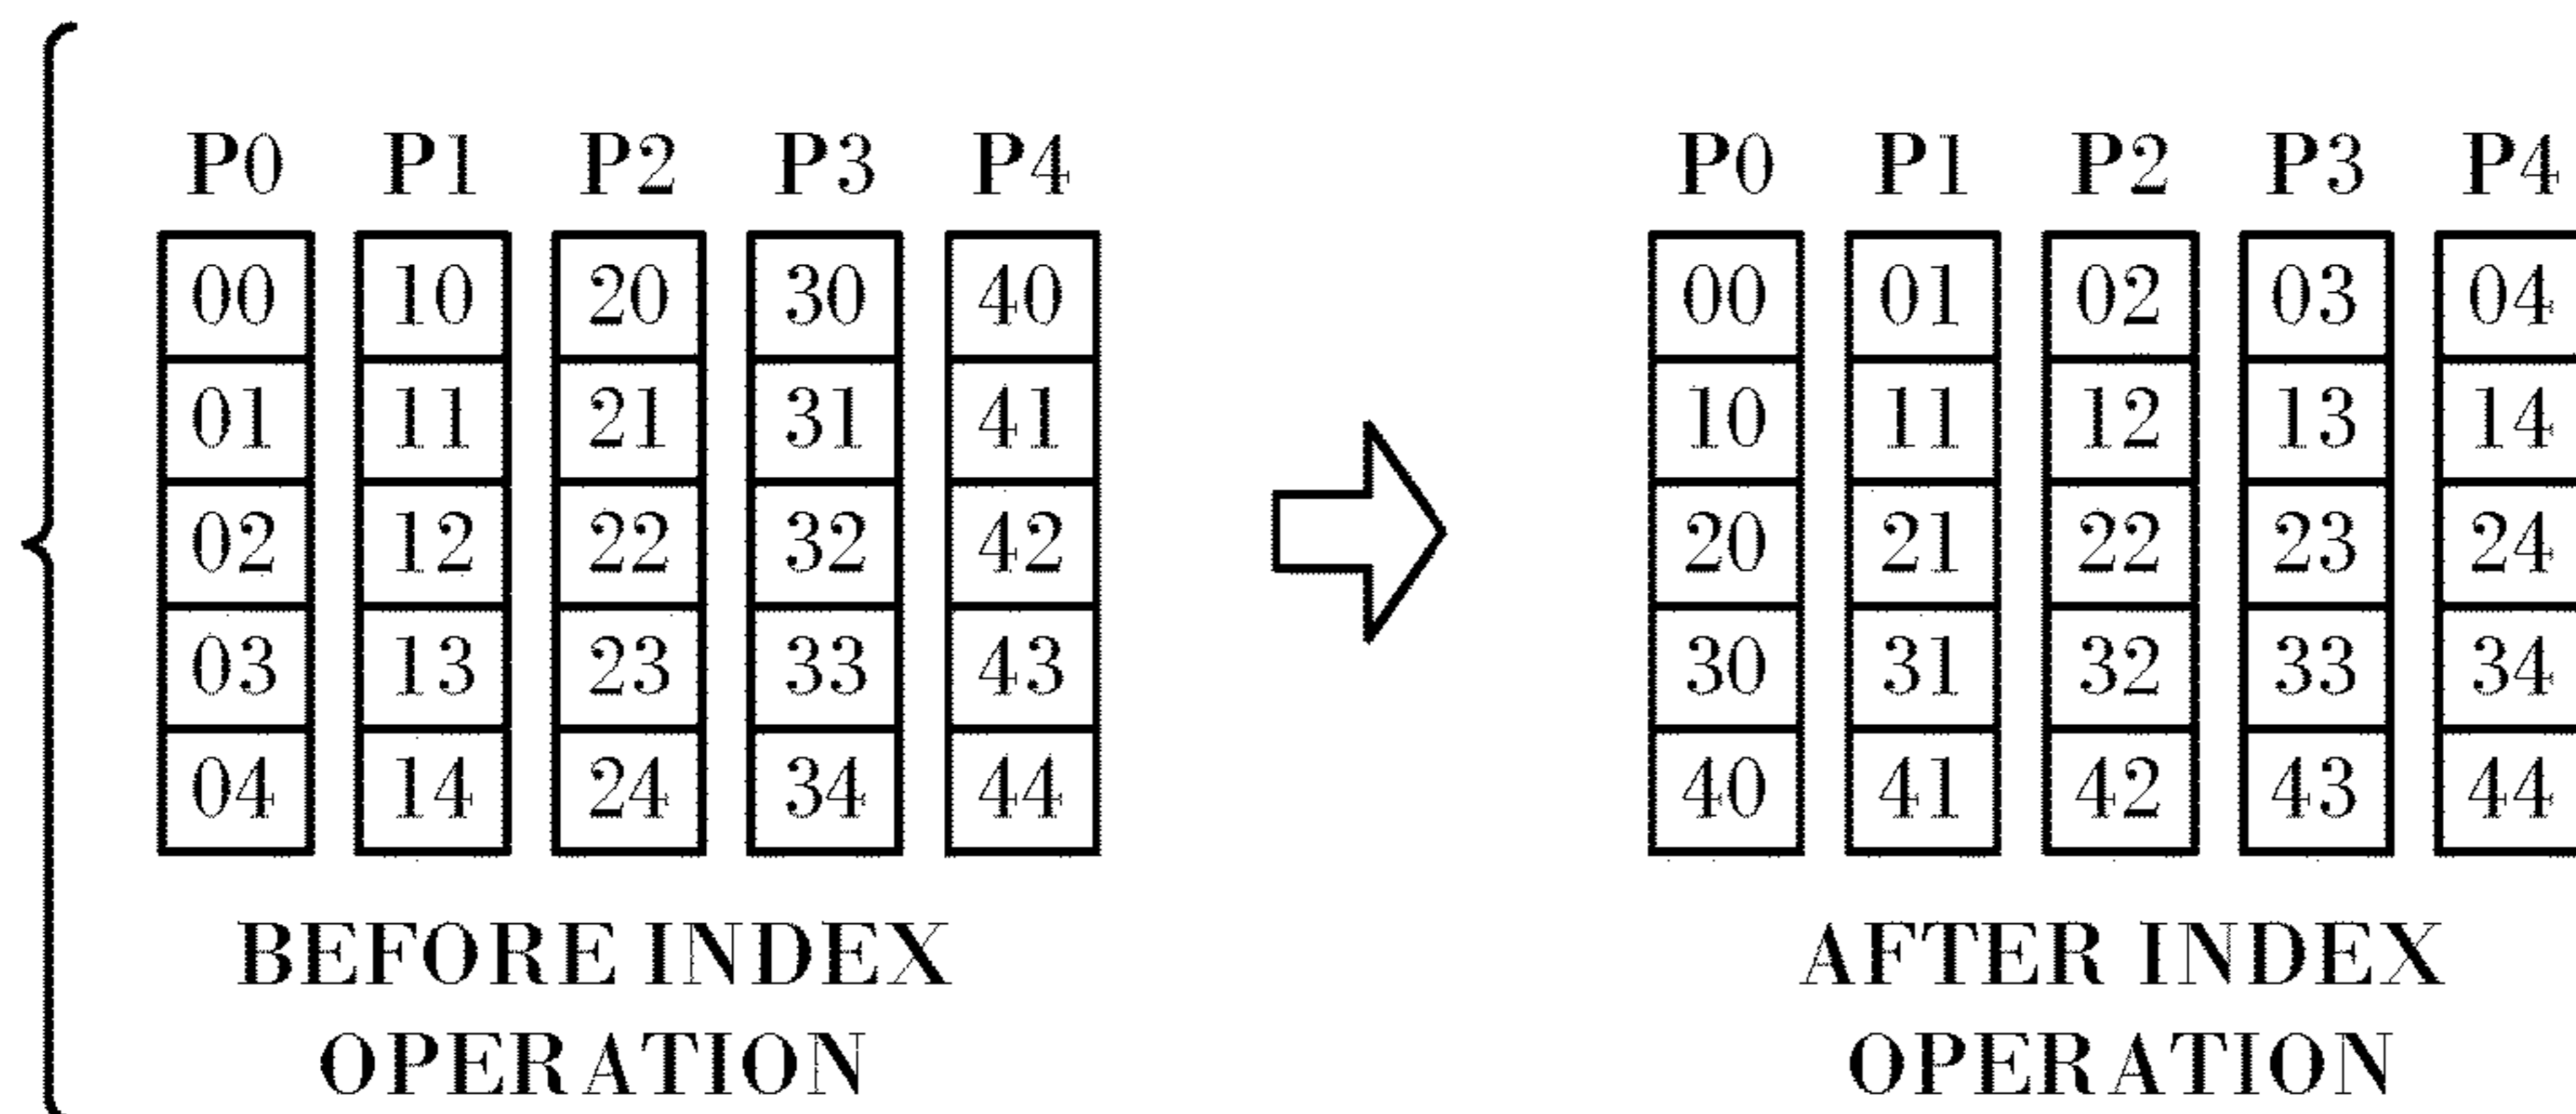 P0 P1 P2 P3 P4 P0 P1 P2 P3 P4
00 10 20 30 40 00 01 02 03 04
01 11 21 31 41 10 11 12 13 14
02 12 22 32 42 20 21 22 23 24
03 13 23 33 43 30 31 32 33 34
04 14 24 34 44 40 41 42 43 44
BEFORE INDEX AFTER INDEX
OPERATION OPERATION